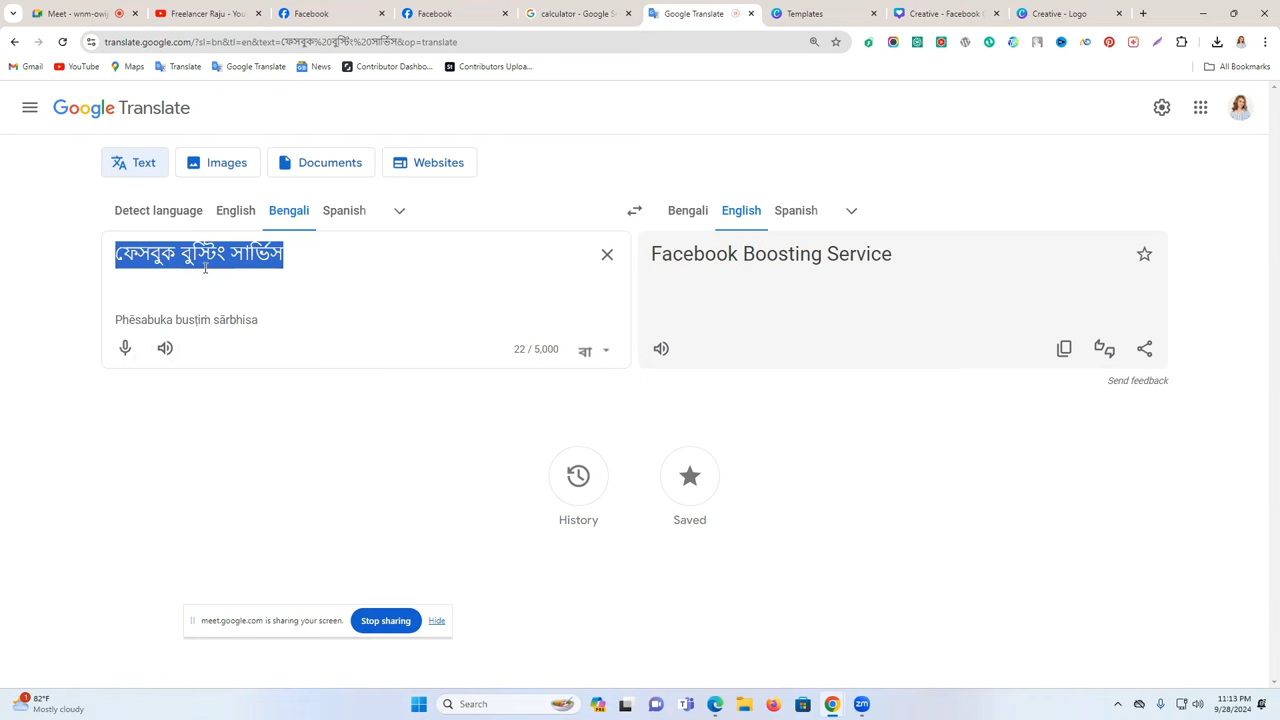 Meet - wnm-owij
Freelancer Raju - You
Facebook
Facebook
calculator - Google S
Google Translate
Templates
Creative - Facebook
Creative - Logo
translate.google.com/?sl=bn&tl=en&text=ফেসবুক%20বুস্টিং%20সার্ভিস&op=translate
Gmail
YouTube
Maps
Translate
Google Translate
News
Contributor Dashbo...
Contributors Uploa...
All Bookmarks
Google Translate
Text
Images
Documents
Websites
Detect language
English
Bengali
Spanish
Bengali
English
Spanish
ফেসবুক বুস্টিং সার্ভিস
Facebook Boosting Service
Phēsabuka busṭiṁ sārbhisa
22 / 5,000
বা
Send feedback
History
Saved
meet.google.com is sharing your screen.
Stop sharing
Hide
1
82°F
Mostly cloudy
Search
11:13 PM
9/28/2024